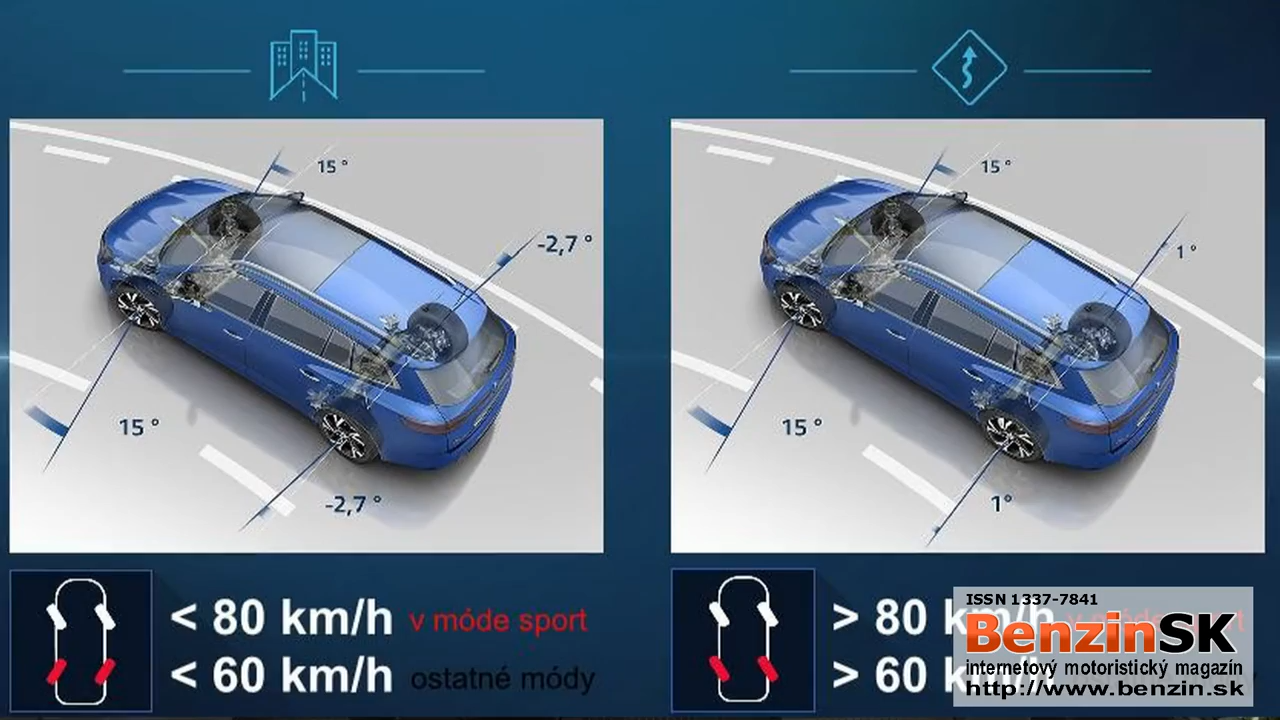 15 °
-2,7 °
15 °
-2,7 °
< 80 km/h v móde sport
< 60 km/h ostatné módy
15 °
1 °
15 °
1°
> 80 km/h
> 60 km/h
ISSN 1337-7841
BenzinSK
internetový motoristický magazín
http://www.benzin.sk